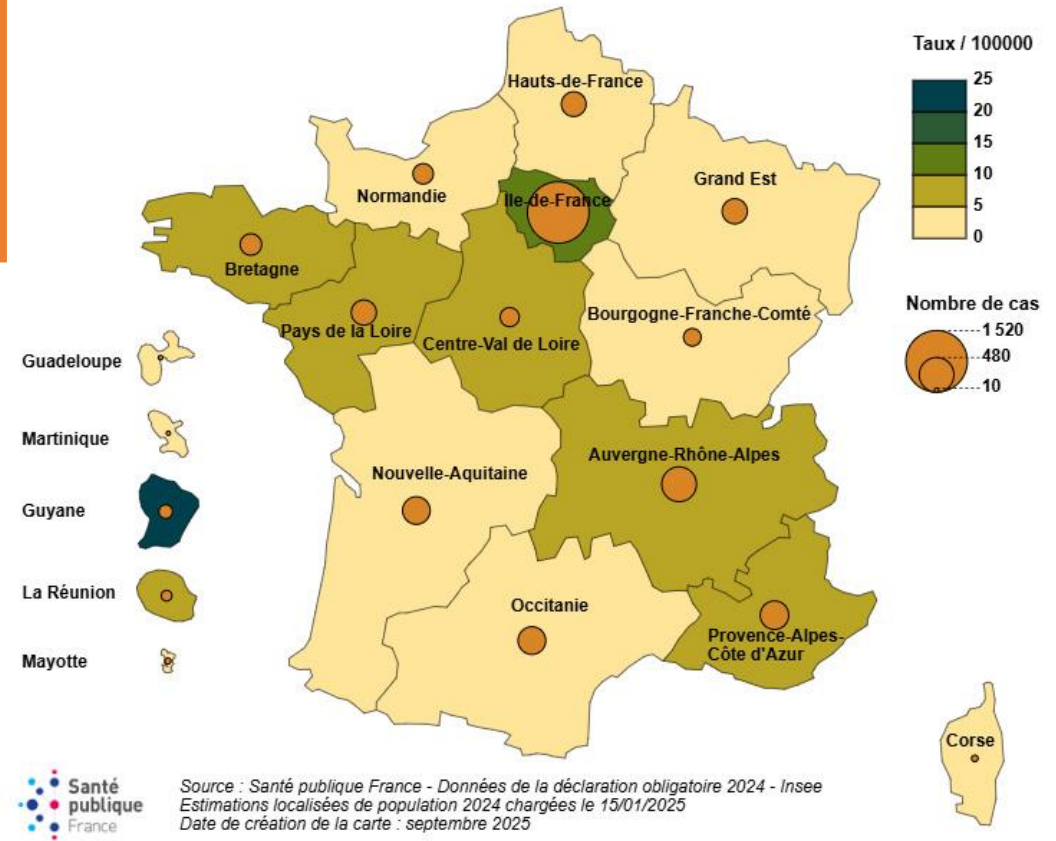 Taux / 100000
25
20
15
10
5
0
Nombre de cas
1 520
480
10
Hauts-de-France
Normandie
Ile-de-France
Grand Est
Bretagne
Pays de la Loire
Centre-Val de Loire
Bourgogne-Franche-Comté
Guadeloupe
Martinique
Guyane
La Réunion
Mayotte
Nouvelle-Aquitaine
Auvergne-Rhône-Alpes
Occitanie
Provence-Alpes-
Côte d'Azur
Corse
Santé
publique
France
Source : Santé publique France - Données de la déclaration obligatoire 2024 - Insee
Estimations localisées de population 2024 chargées le 15/01/2025
Date de création de la carte : septembre 2025